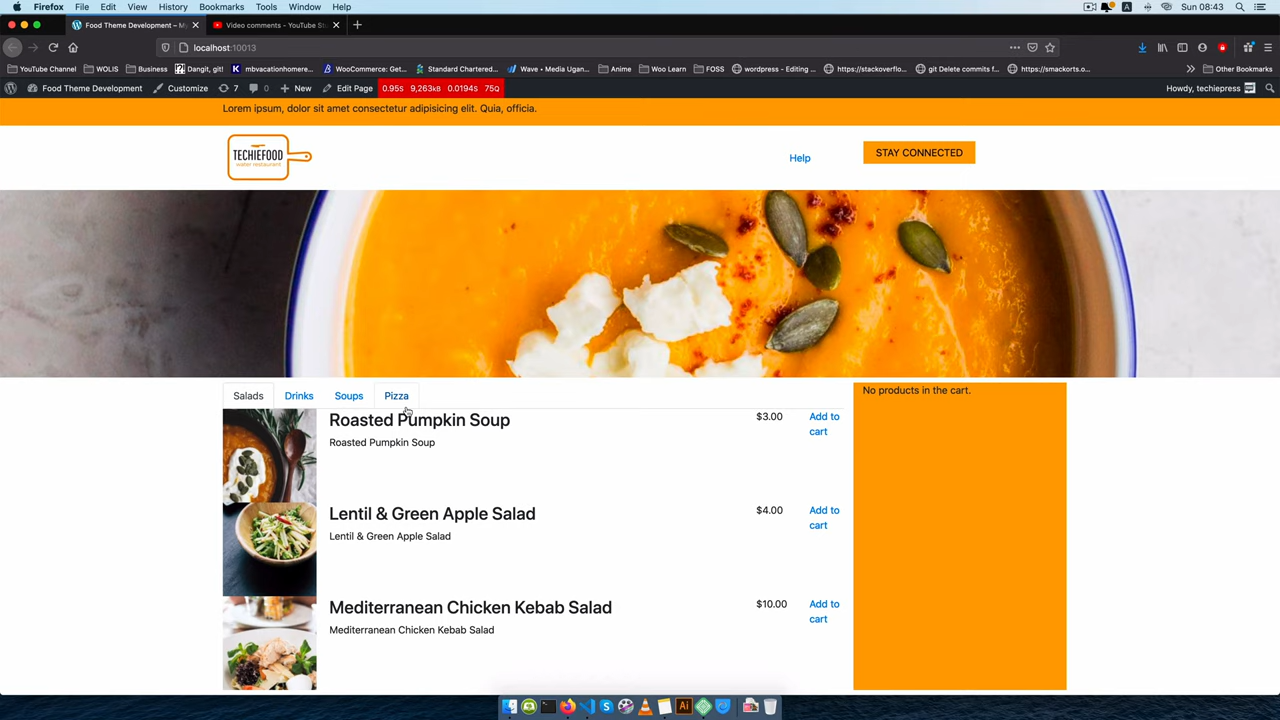 Firefox File Edit View History Bookmarks Tools Window Help Sun 08:43
Food Theme Development – My Video comments - YouTube Stu
localhost:10013
YouTube Channel WOLIS Business Dangit, git! mbvacationhomere... WooCommerce: Get... Standard Chartered... Wave • Media Ugan... Anime Woo Learn FOSS wordpress - Editing ... https://stackoverflo... git Delete commits f... https://smackorts.o... Other Bookmarks
Food Theme Development Customize 7 0 New Edit Page 0.95S 9,263KB 0.0194S 75Q Howdy, techiepress
Lorem ipsum, dolor sit amet consectetur adipisicing elit. Quia, officia.
TECHIEFOOD
water restaurant
Help
STAY CONNECTED
Salads Drinks Soups Pizza
No products in the cart.
Roasted Pumpkin Soup $3.00 Add to cart
Roasted Pumpkin Soup
Lentil & Green Apple Salad $4.00 Add to cart
Lentil & Green Apple Salad
Mediterranean Chicken Kebab Salad $10.00 Add to cart
Mediterranean Chicken Kebab Salad